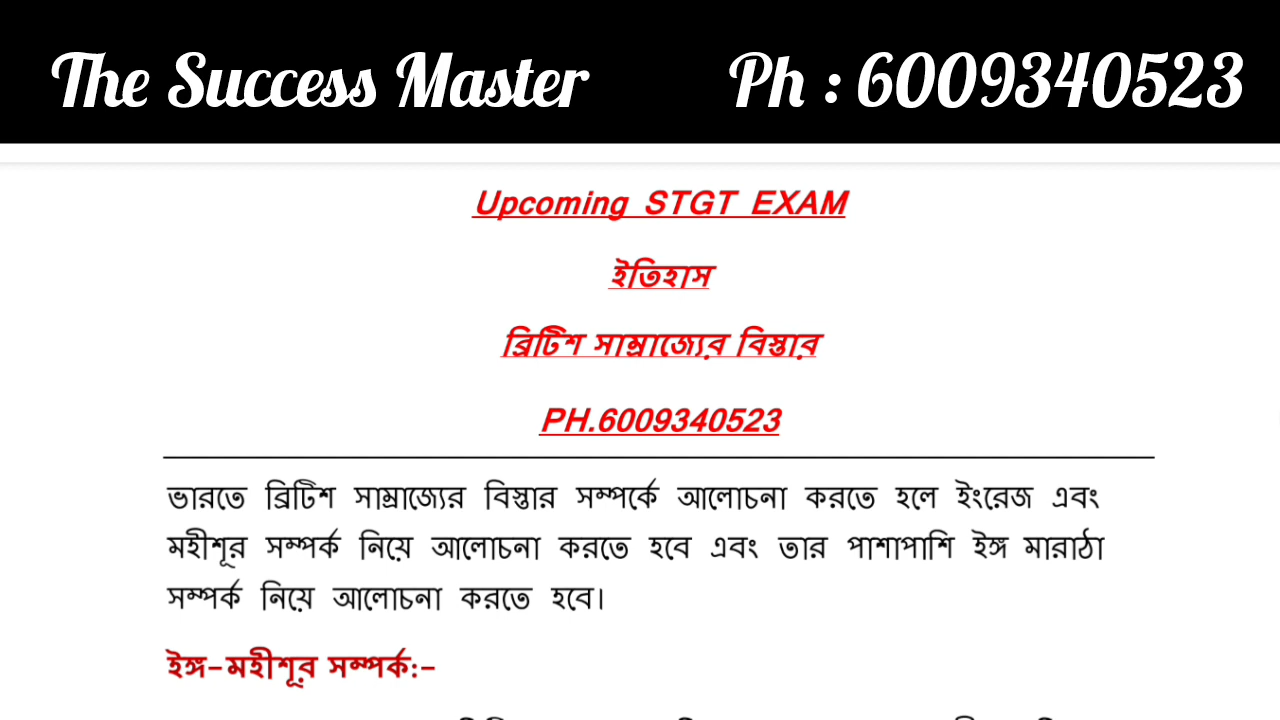 The Success Master Ph : 6009340523
Upcoming STGT EXAM
ইতিহাস
ব্রিটিশ সাম্রাজ্যের বিস্তার
PH.6009340523
ভারতে ব্রিটিশ সাম্রাজ্যের বিস্তার সম্পর্কে আলোচনা করতে হলে ইংরেজ এবং
মহীশূর সম্পর্ক নিয়ে আলোচনা করতে হবে এবং তার পাশাপাশি ইঙ্গ মারাঠা
সম্পর্ক নিয়ে আলোচনা করতে হবে।
ইঙ্গ-মহীশূর সম্পর্ক:-